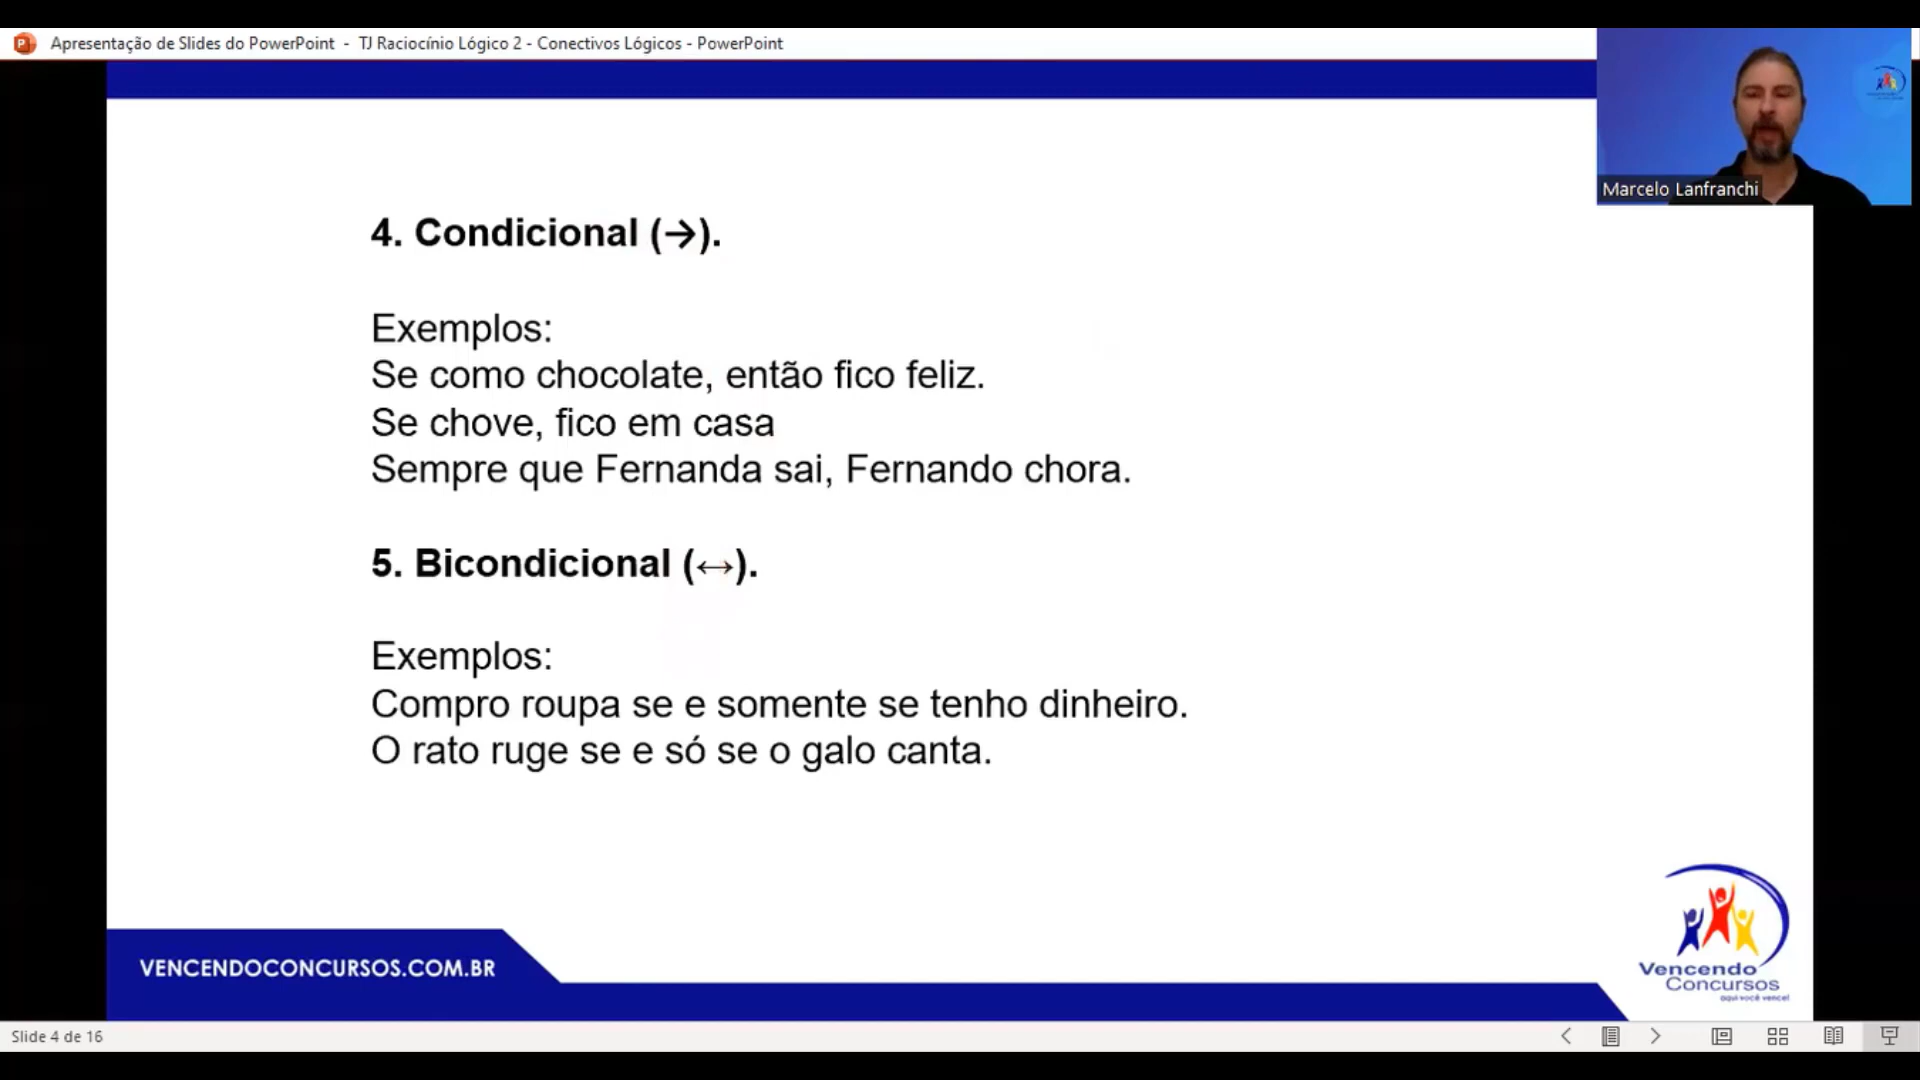 Apresentação de Slides do PowerPoint - TJ Raciocínio Lógico 2 - Conectivos Lógicos - PowerPoint
Marcelo Lanfranchi
4. Condicional (→).
Exemplos:
Se como chocolate, então fico feliz.
Se chove, fico em casa
Sempre que Fernanda sai, Fernando chora.
5. Bicondicional (↔).
Exemplos:
Compro roupa se e somente se tenho dinheiro.
O rato ruge se e só se o galo canta.
VENCENDOCONCURSOS.COM.BR
Vencendo
Concursos
aqui você vence!
Slide 4 de 16